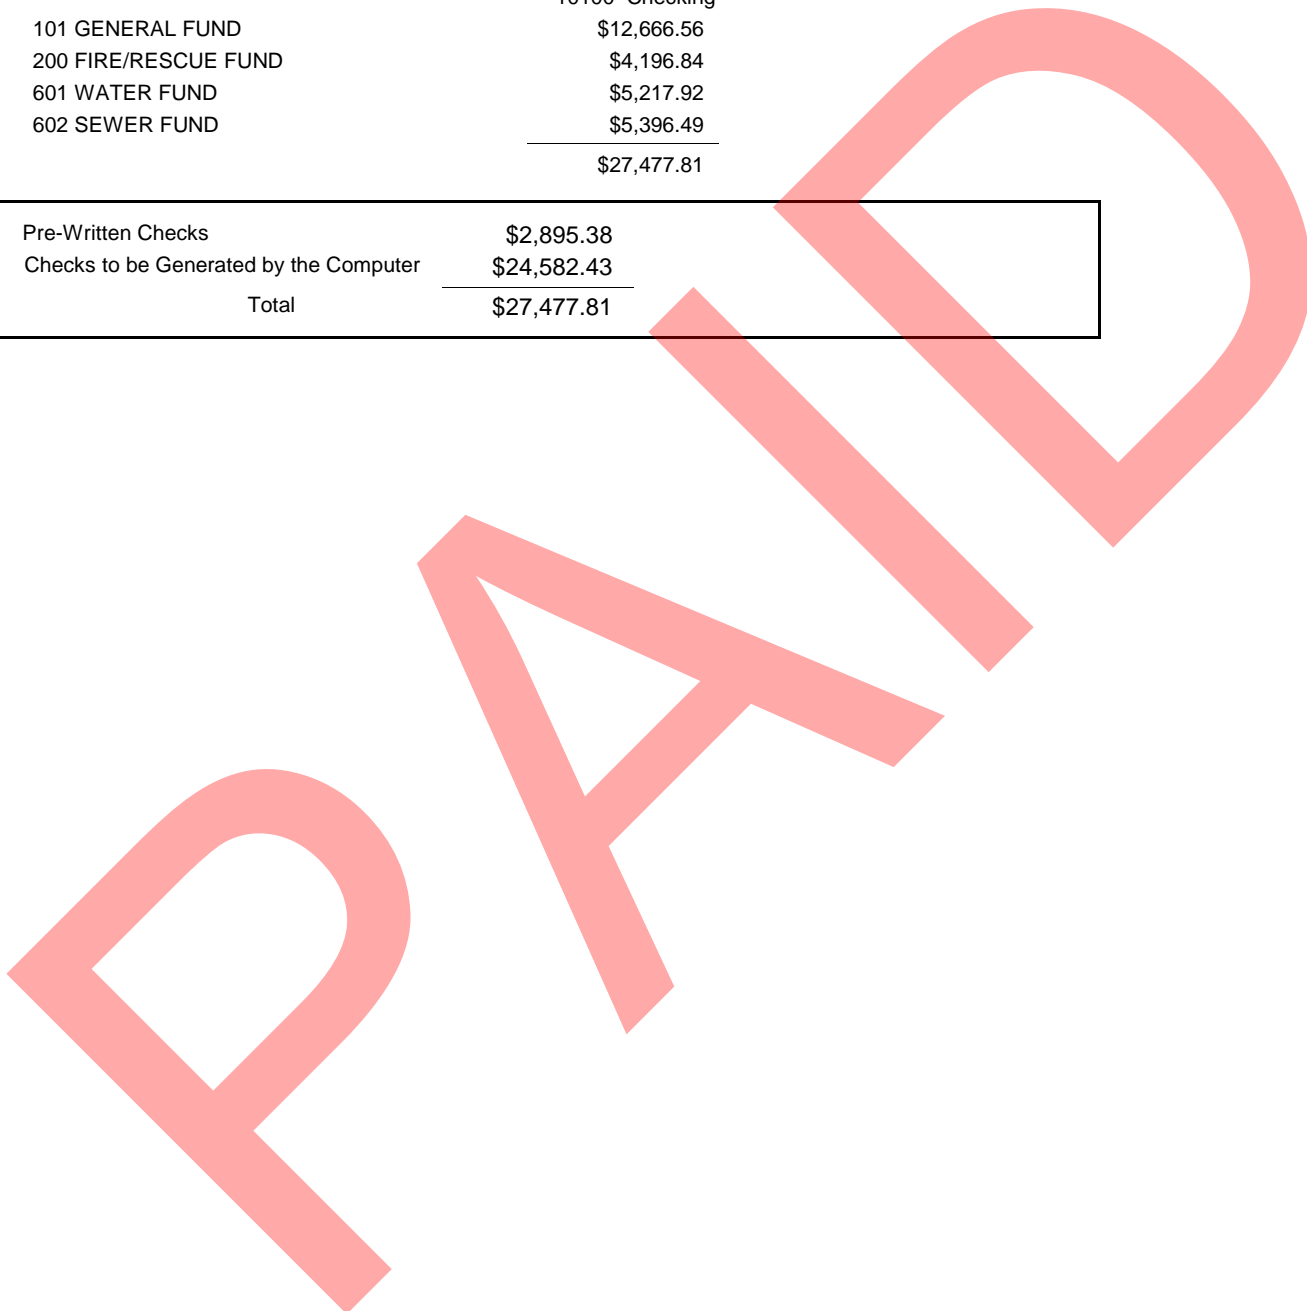 10100 Checking
101 GENERAL FUND $12,666.56
200 FIRE/RESCUE FUND $4,196.84
601 WATER FUND $5,217.92
602 SEWER FUND $5,396.49
$27,477.81
Pre-Written Checks $2,895.38
Checks to be Generated by the Computer $24,582.43
Total $27,477.81
PAID